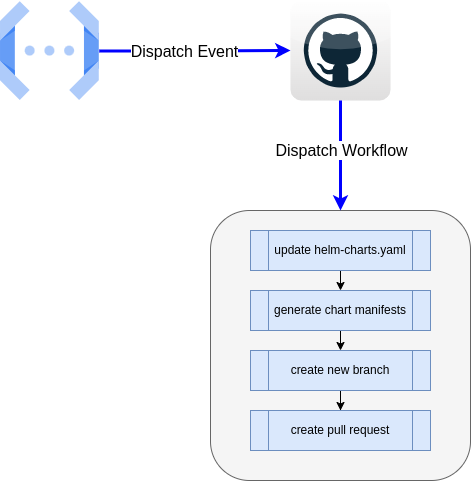 Dispatch Event
Dispatch Workflow
update helm-charts.yaml
generate chart manifests
create new branch
create pull request